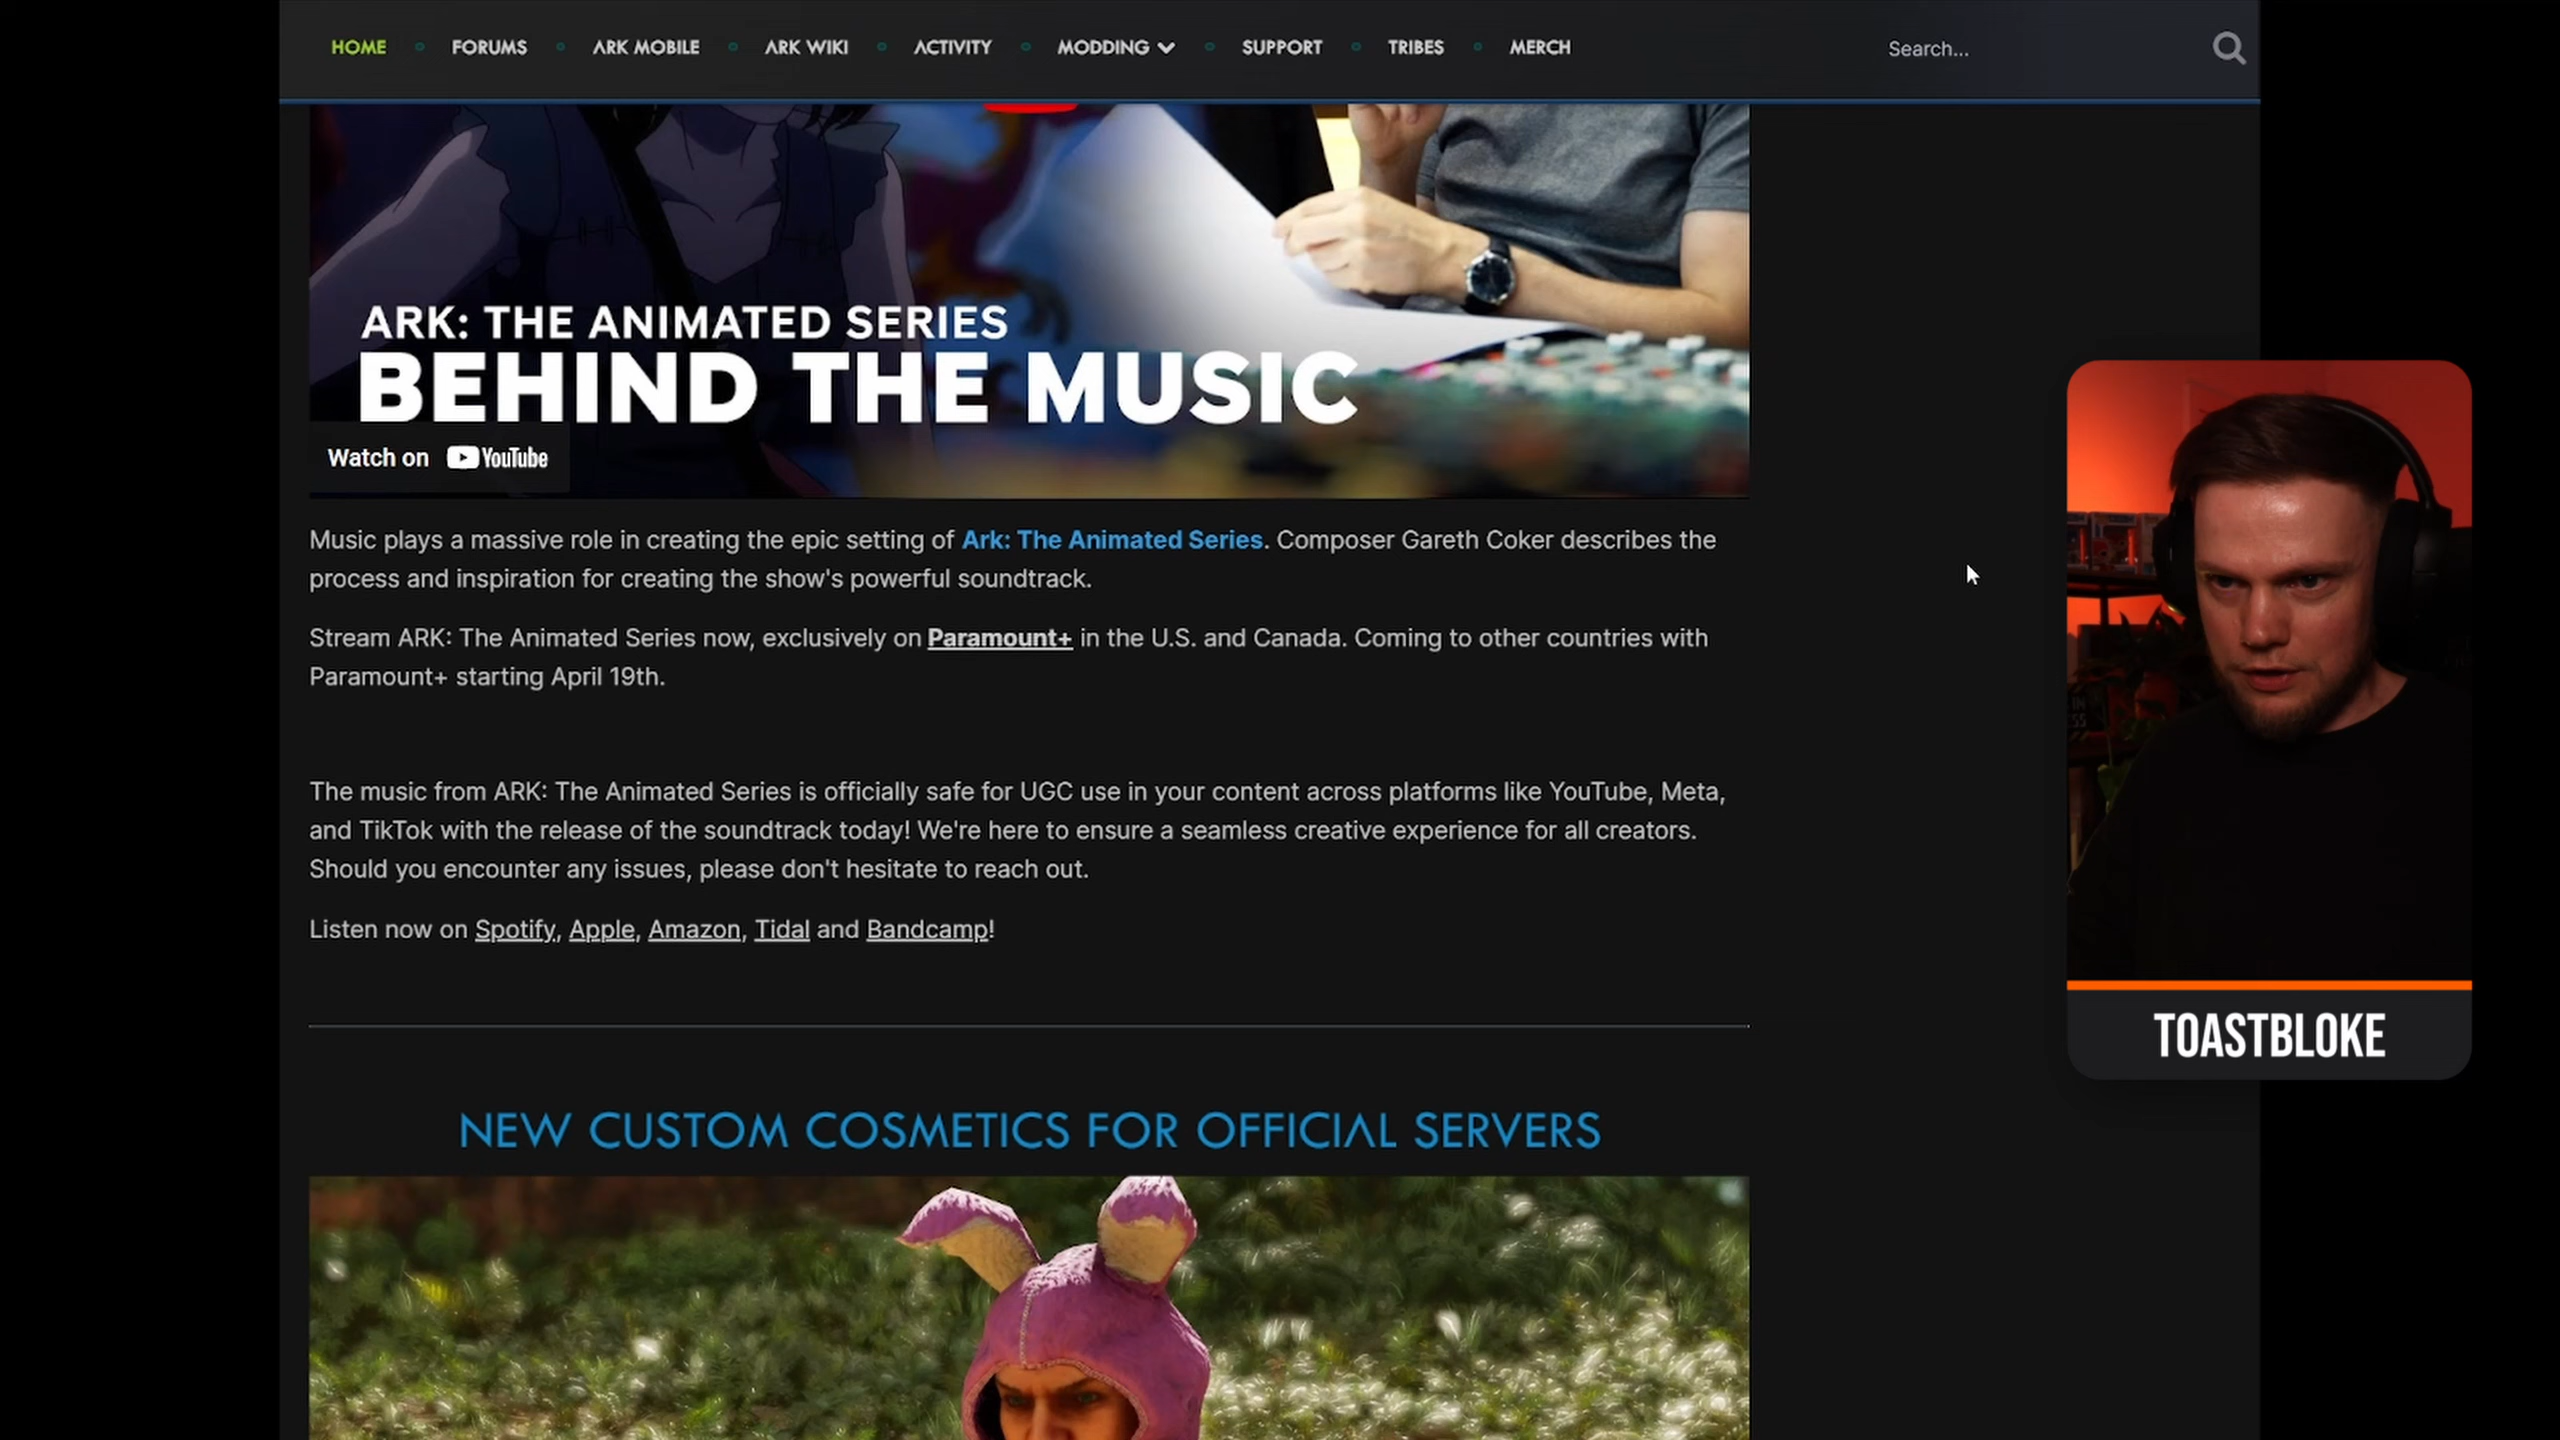 HOME FORUMS ARK MOBILE ARK WIKI ACTIVITY MODDING SUPPORT TRIBES MERCH Search...
ARK: THE ANIMATED SERIES
BEHIND THE MUSIC
Watch on YouTube
Music plays a massive role in creating the epic setting of Ark: The Animated Series. Composer Gareth Coker describes the
process and inspiration for creating the show's powerful soundtrack.
Stream ARK: The Animated Series now, exclusively on Paramount+ in the U.S. and Canada. Coming to other countries with
Paramount+ starting April 19th.
The music from ARK: The Animated Series is officially safe for UGC use in your content across platforms like YouTube, Meta,
and TikTok with the release of the soundtrack today! We're here to ensure a seamless creative experience for all creators.
Should you encounter any issues, please don't hesitate to reach out.
Listen now on Spotify, Apple, Amazon, Tidal and Bandcamp!
TOASTBLOKE
NEW CUSTOM COSMETICS FOR OFFICIAL SERVERS